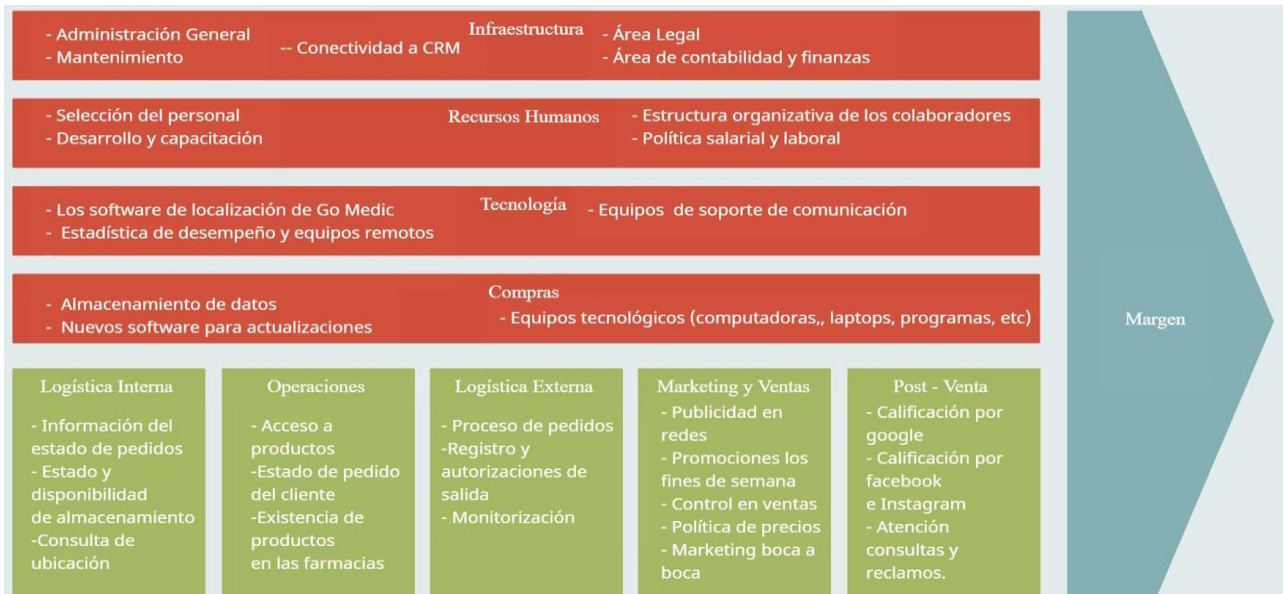 Infraestructura
- Administración General
- Mantenimiento
-- Conectividad a CRM
- Área Legal
- Área de contabilidad y finanzas
Recursos Humanos
- Selección del personal
- Desarrollo y capacitación
- Estructura organizativa de los colaboradores
- Política salarial y laboral
Tecnología
- Los software de localización de Go Medic
- Estadística de desempeño y equipos remotos
-
- Equipos de soporte de comunicación
Compras
- Almacenamiento de datos
- Nuevos software para actualizaciones
- Equipos tecnológicos (computadoras,, laptops, programas, etc)
Logística Interna
- Información del
estado de pedidos
- Estado y
disponibilidad
de almacenamiento
-Consulta de
ubicación
Operaciones
- Acceso a
productos
-Estado de pedido
del cliente
-Existencia de
productos
en las farmacias
Logística Externa
- Proceso de pedidos
-Registro y
autorizaciones de
salida
- Monitorización
Marketing y Ventas
- Publicidad en
redes
- Promociones los
fines de semana
- Control en ventas
- Política de precios
- Marketing boca a
boca
Post - Venta
- Calificación por
google
- Calificación por
facebook
e Instagram
- Atención
consultas y
reclamos.
Margen